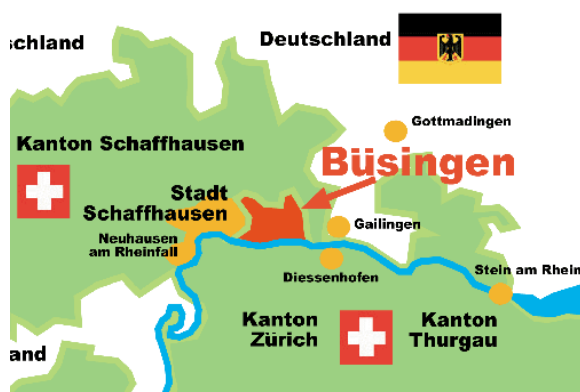 schland
Deutschland
Gottmadingen
Kanton Schaffhausen
Büsingen
Stadt
Schaffhausen
Gailingen
Neuhausen
am Rheinfall
Diessenhofen
Stein am Rhein
Kanton
Zürich
Kanton
Thurgau
and